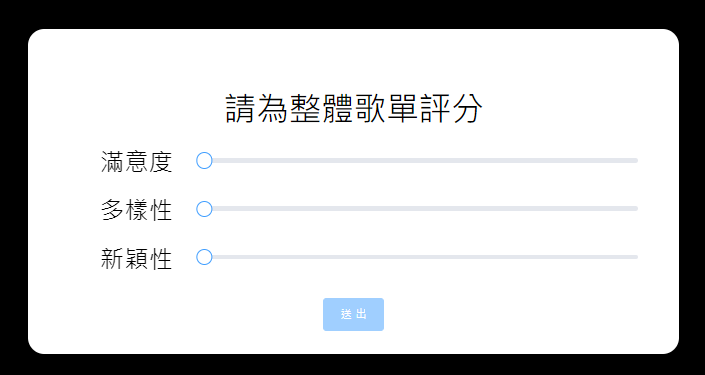 請為整體歌單評分
滿意度
多樣性
新穎性
送出